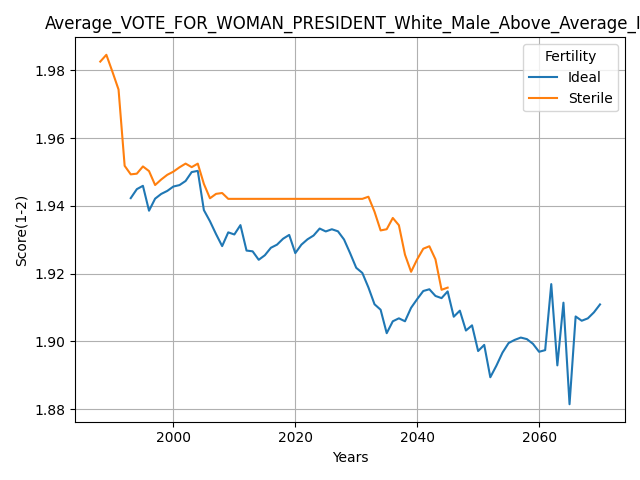 Average_VOTE_FOR_WOMAN_PRESIDENT_White_Male_Above_Average_I
1.98
1.96
1.94
1.92
1.90
1.88
Score(1-2)
Fertility
Ideal
Sterile
2000
2020
2040
2060
Years